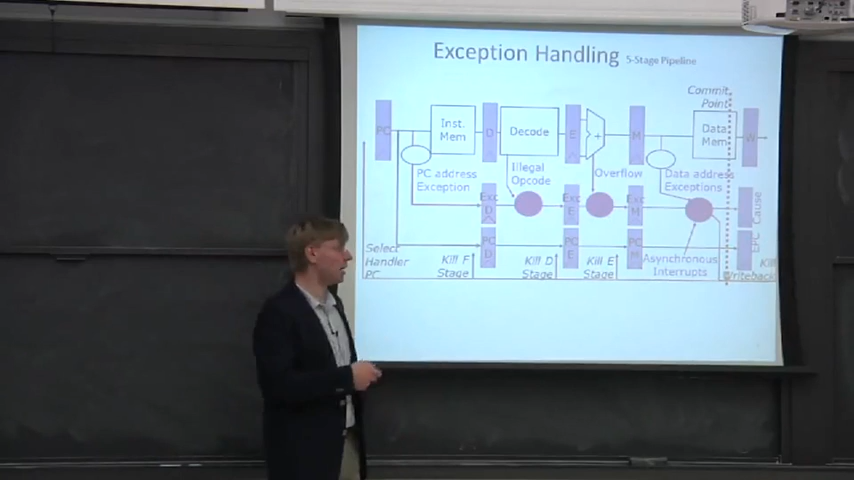 Exception Handling 5-Stage Pipeline
Commit
Point
PC
Inst.
Mem
D
Decode
E
+
M
Data
Mem
W
PC address
Exception
Illegal
Opcode
Overflow
Data address
Exceptions
Exc
D
Exc
E
Exc
M
Cause
PC
D
PC
E
PC
M
EPC
Select
Handler
PC
Kill F
Stage
Kill D
Stage
Kill E
Stage
Asynchronous
Interrupts
Kill
Writeback